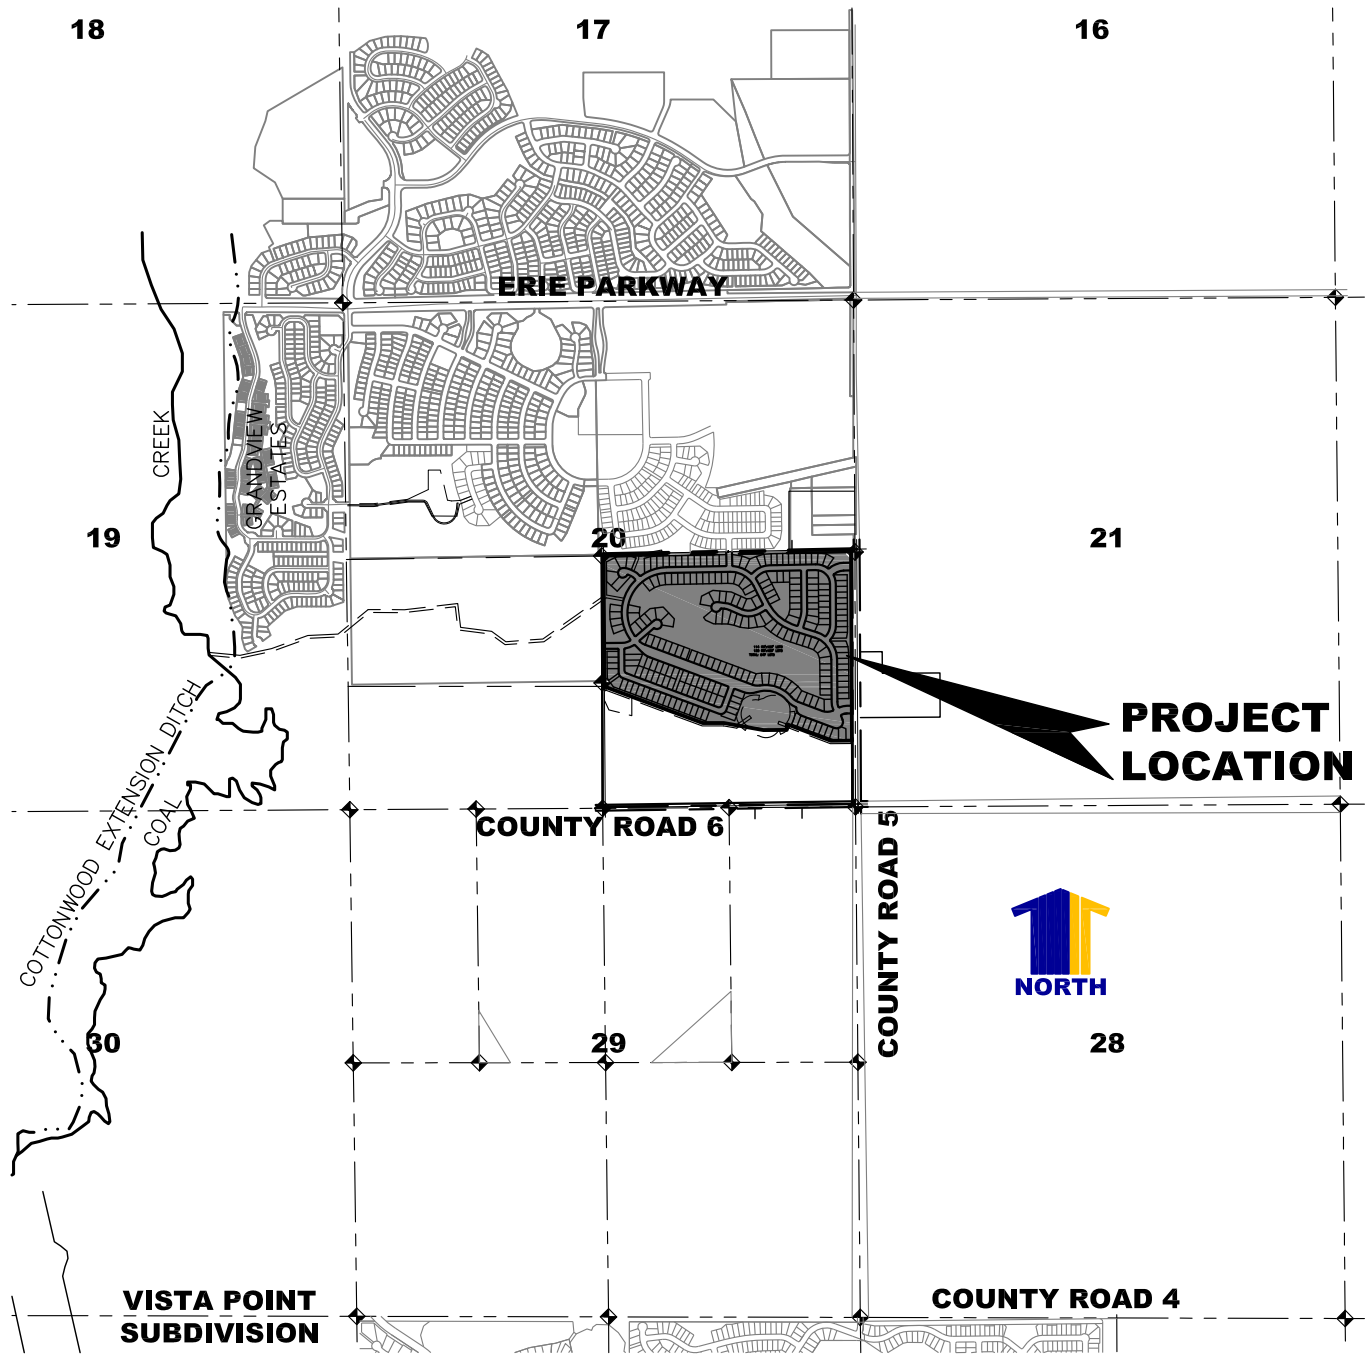 18
17
16
ERIE PARKWAY
CREEK
GRANDVIEW
ESTATES
19
20
21
PROJECT
LOCATION
COTTONWOOD EXTENSION DITCH
COAL
COUNTY ROAD 6
COUNTY ROAD 5
NORTH
30
29
28
VISTA POINT
SUBDIVISION
COUNTY ROAD 4